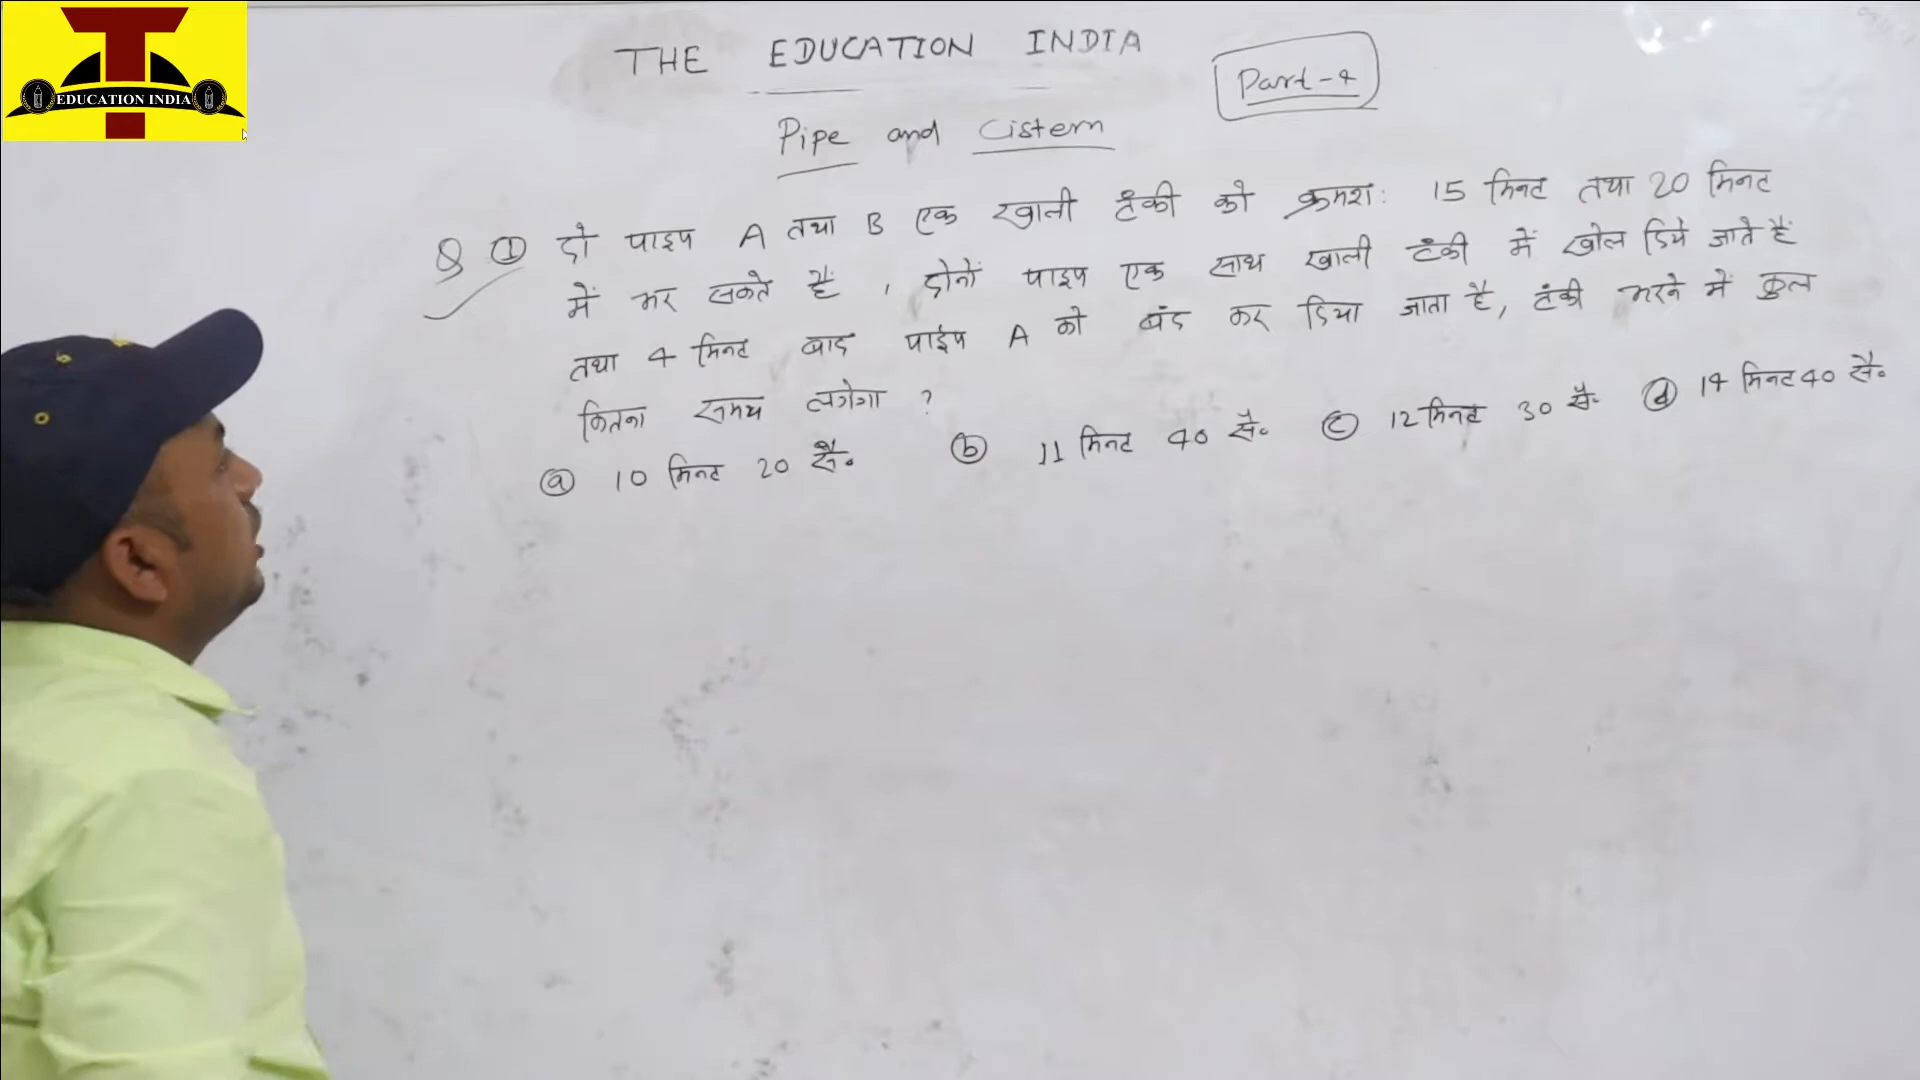 EDUCATION INDIA
THE EDUCATION INDIA
Part-4
Pipe and Cistern
Q ① दो पाइप A तथा B एक खाली टंकी को क्रमशः 15 मिनट तथा 20 मिनट
में भर सकते हैं , दोनों पाइप एक साथ खाली टंकी में खोल दिये जाते हैं
तथा 4 मिनट बाद पाईप A को बंद कर दिया जाता है, टंकी भरने में कुल
कितना समय लगेगा ?
ⓐ 10 मिनट 20 सै॰ ⓑ 11 मिनट 40 सै॰ ⓒ 12 मिनट 30 सै॰ ⓓ 14 मिनट 40 सै॰